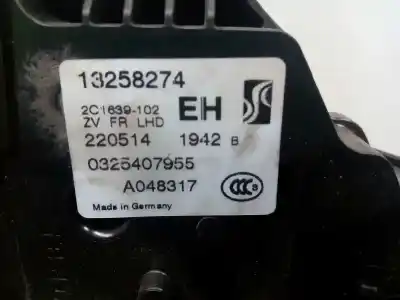 13258274
2C1639-102 EH
ZV FR LHD
220514 1942 B
0325407955
A048317
Made in Germany